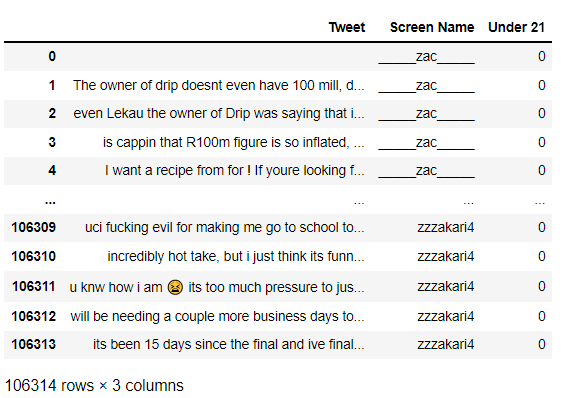 Tweet Screen Name Under 21
0 _____zac_____ 0
1 The owner of drip doesnt even have 100 mill, d... _____zac_____ 0
2 even Lekau the owner of Drip was saying that i... _____zac_____ 0
3 is cappin that R100m figure is so inflated, ... _____zac_____ 0
4 I want a recipe from for ! If youre looking f... _____zac_____ 0
... ... ... ...
106309 uci fucking evil for making me go to school to... zzzakari4 0
106310 incredibly hot take, but i just think its funn... zzzakari4 0
106311 u knw how i am 😫 its too much pressure to jus... zzzakari4 0
106312 will be needing a couple more business days to... zzzakari4 0
106313 its been 15 days since the final and ive final... zzzakari4 0
106314 rows × 3 columns